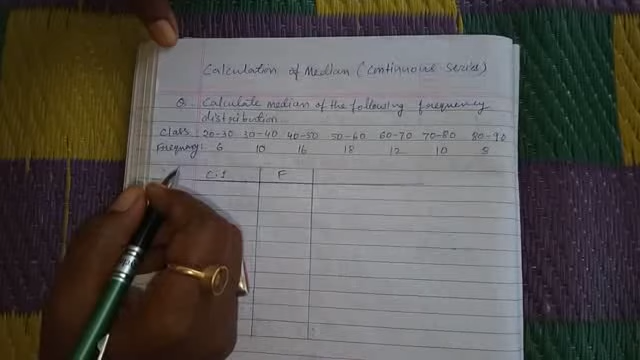 Calculation of Median (Continuous Series)
Q. Calculate median of the following frequency
distribution.
Class 20-30 30-40 40-50 50-60 60-70 70-80 80-90
Frequency: 6 10 16 18 12 10 8
C.I F